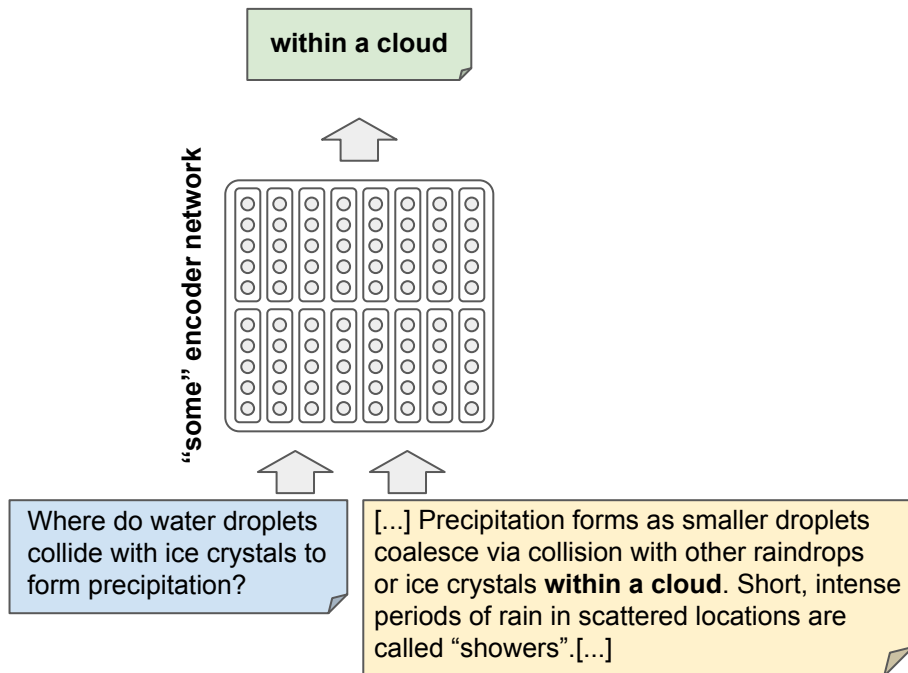 within a cloud
“some” encoder network
Where do water droplets
collide with ice crystals to
form precipitation?
[...] Precipitation forms as smaller droplets
coalesce via collision with other raindrops
or ice crystals within a cloud. Short, intense
periods of rain in scattered locations are
called “showers”.[...]